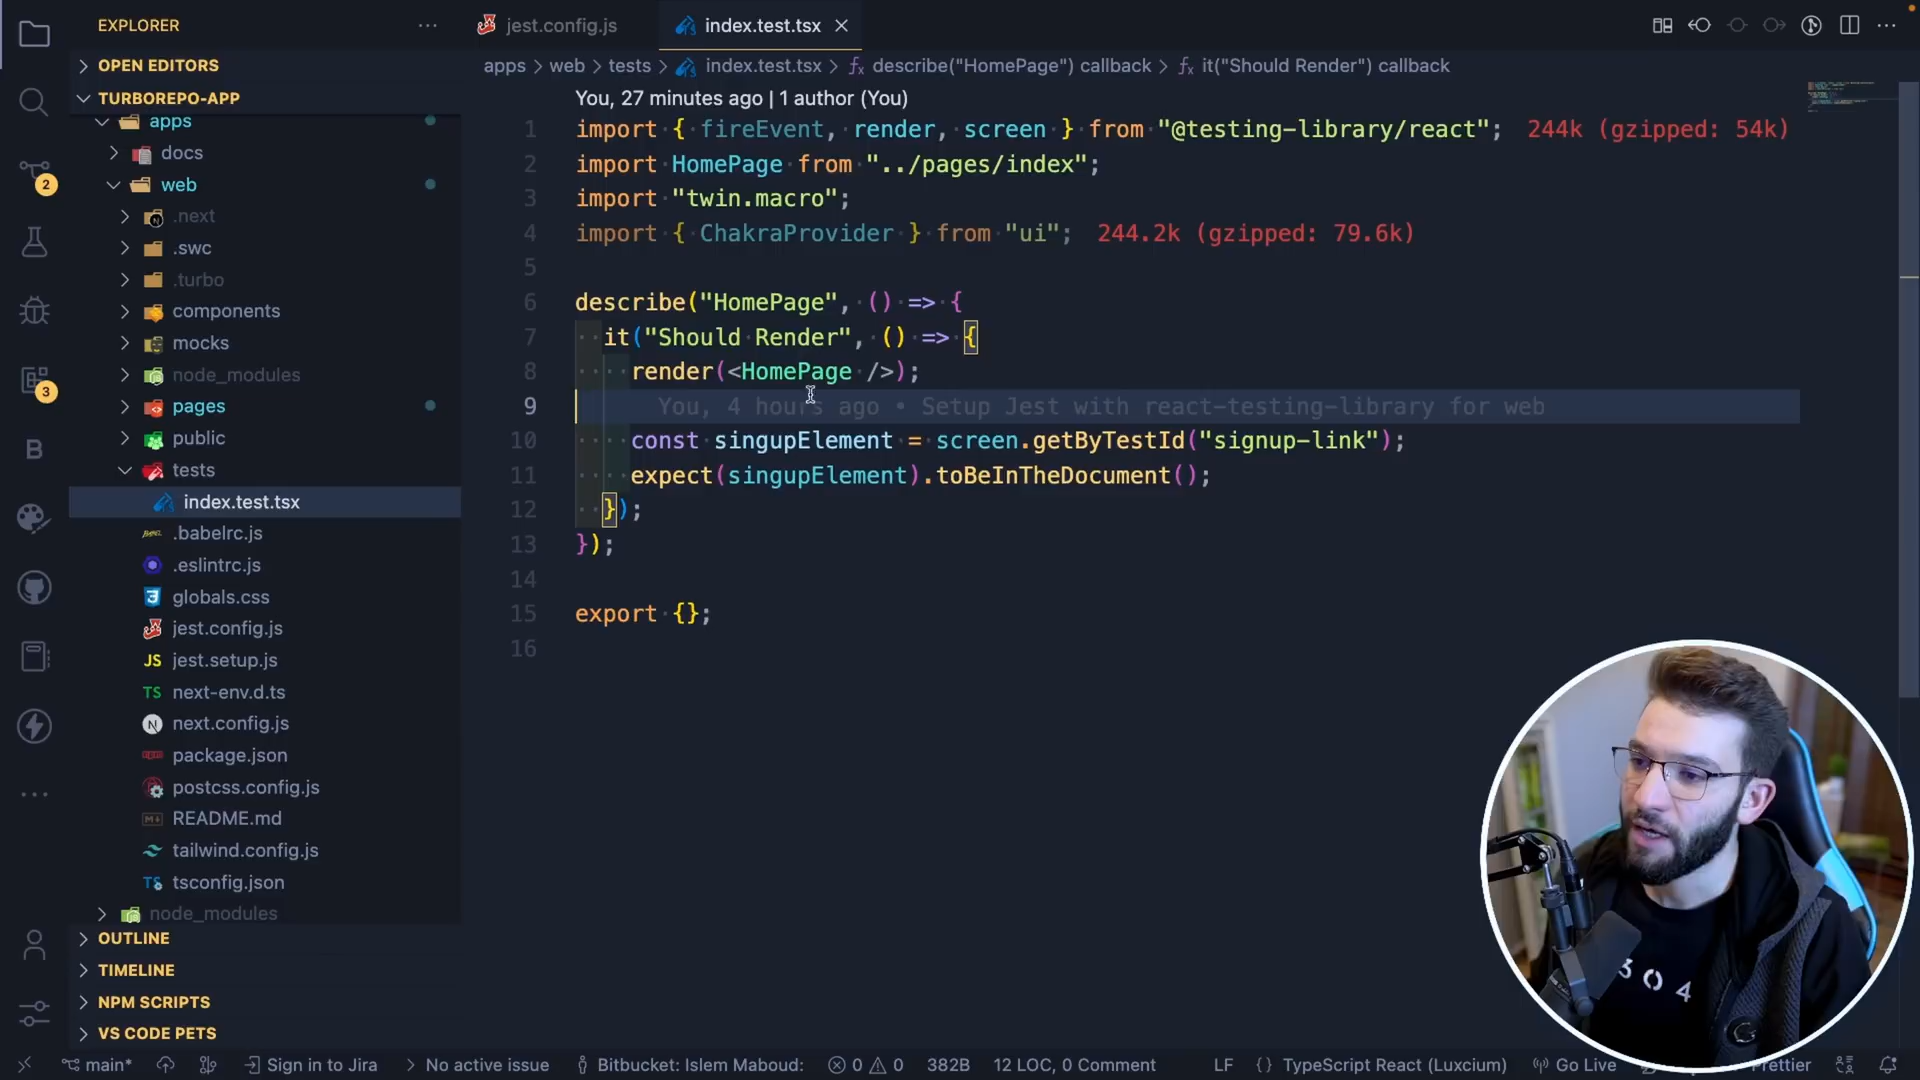 EXPLORER
jest.config.js
index.test.tsx
OPEN EDITORS
TURBOREPO-APP
apps
docs
web
.next
.swc
.turbo
components
mocks
node_modules
pages
public
tests
index.test.tsx
.babelrc.js
.eslintrc.js
globals.css
jest.config.js
JS jest.setup.js
TS next-env.d.ts
next.config.js
package.json
postcss.config.js
README.md
tailwind.config.js
TS tsconfig.json
node_modules
OUTLINE
TIMELINE
NPM SCRIPTS
VS CODE PETS
2
3
B
apps > web > tests > index.test.tsx > describe("HomePage") callback > it("Should Render") callback
You, 27 minutes ago | 1 author (You)
1 import { fireEvent, render, screen } from "@testing-library/react"; 244k (gzipped: 54k)
2 import HomePage from "../pages/index";
3 import "twin.macro";
4 import { ChakraProvider } from "ui"; 244.2k (gzipped: 79.6k)
5
6 describe("HomePage", () => {
7 it("Should Render", () => {
8 render(<HomePage />);
9 You, 4 hours ago • Setup Jest with react-testing-library for web
10 const singupElement = screen.getByTestId("signup-link");
11 expect(singupElement).toBeInTheDocument();
12 });
13 });
14
15 export {};
16
304
main* Sign in to Jira No active issue Bitbucket: Islem Maboud: 0 0 382B 12 LOC, 0 Comment LF {} TypeScript React (Luxcium) Go Live Prettier